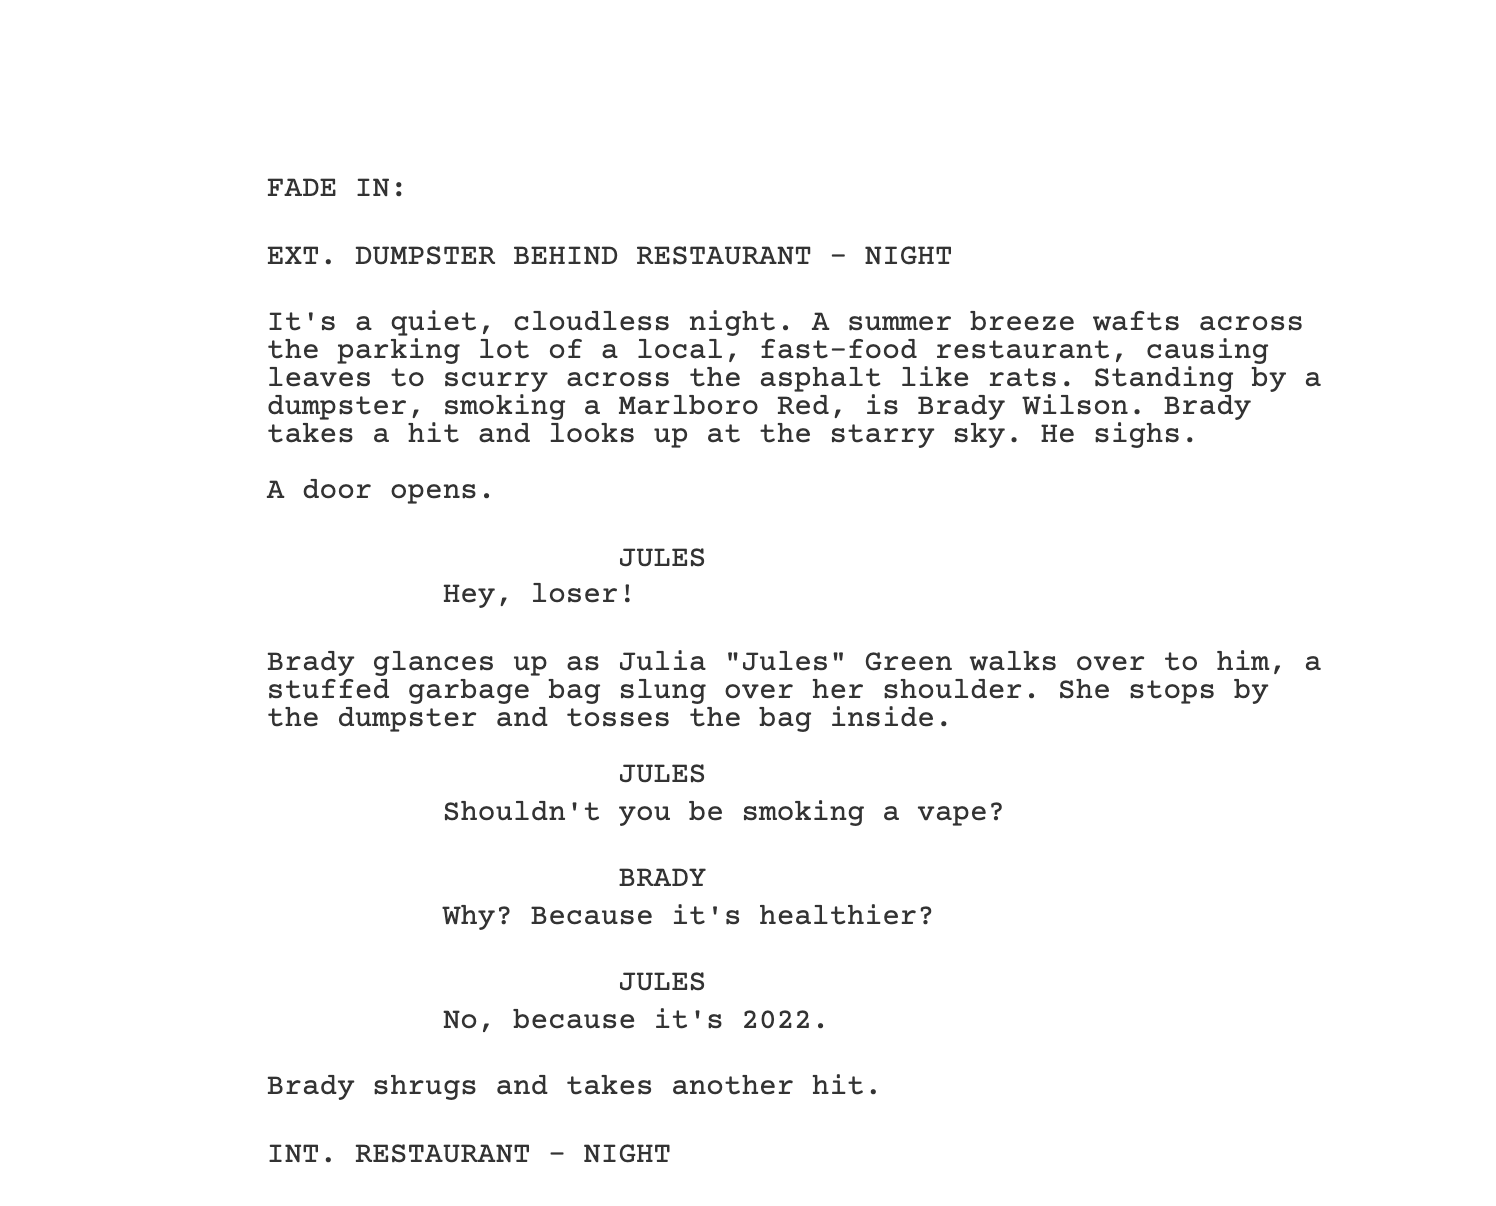 FADE IN:
EXT. DUMPSTER BEHIND RESTAURANT - NIGHT
It's a quiet, cloudless night. A summer breeze wafts across
the parking lot of a local, fast-food restaurant, causing
leaves to scurry across the asphalt like rats. Standing by a
dumpster, smoking a Marlboro Red, is Brady Wilson. Brady
takes a hit and looks up at the starry sky. He sighs.
A door opens.
JULES
Hey, loser!
Brady glances up as Julia "Jules" Green walks over to him, a
stuffed garbage bag slung over her shoulder. She stops by
the dumpster and tosses the bag inside.
JULES
Shouldn't you be smoking a vape?
BRADY
Why? Because it's healthier?
JULES
No, because it's 2022.
Brady shrugs and takes another hit.
INT. RESTAURANT - NIGHT